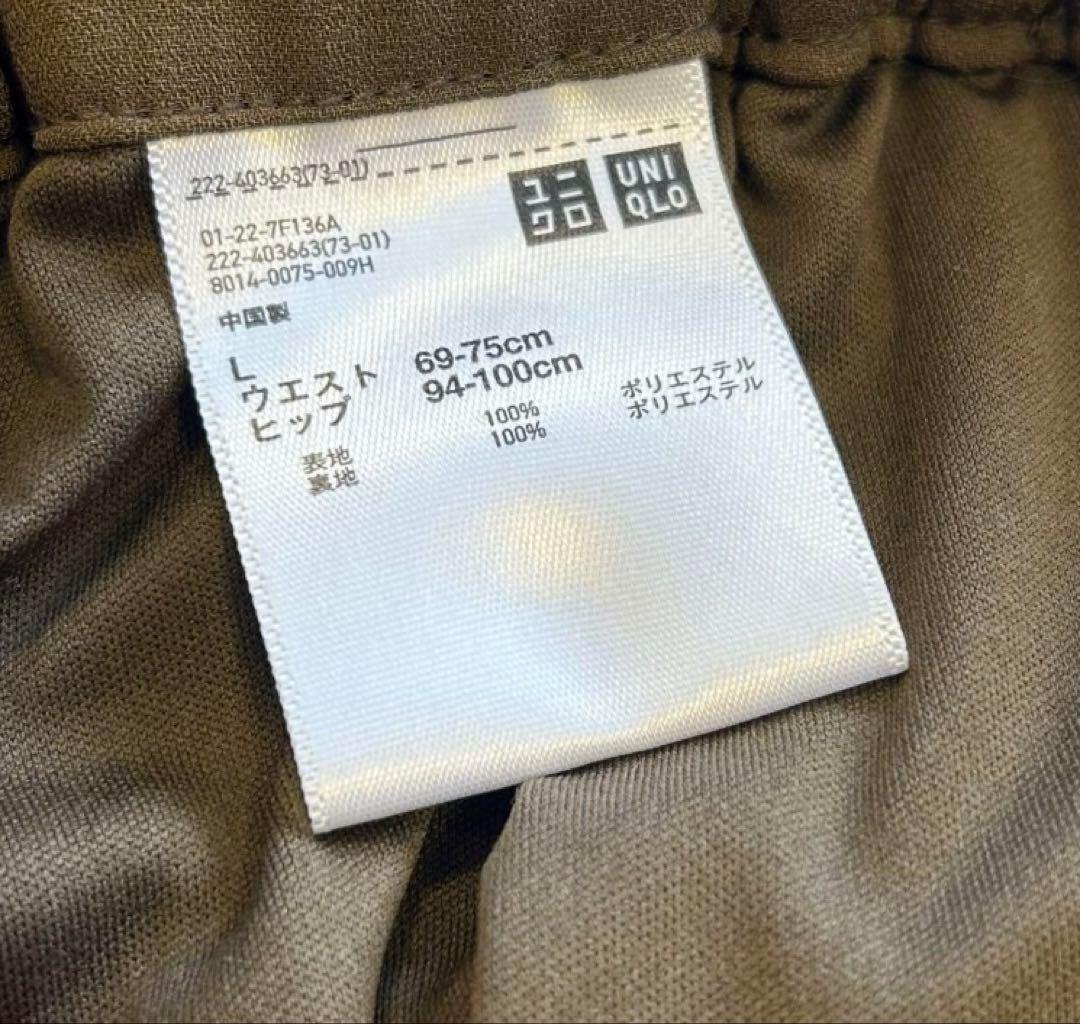 222-403663(73-01)
ユニクロ
UNIQLO
01-22-7F136A
222-403663(73-01)
8014-0075-009H
中国製
L
ウエスト 69-75cm
ヒップ 94-100cm
表地 100% ポリエステル
裏地 100% ポリエステル